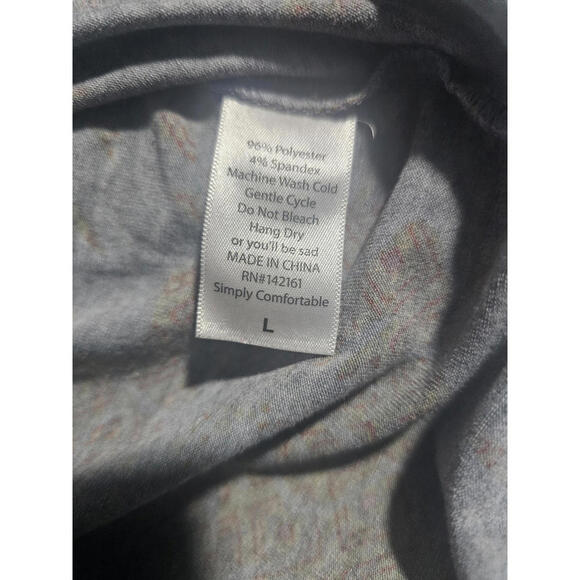 96% Polyester
4% Spandex
Machine Wash Cold
Gentle Cycle
Do Not Bleach
Hang Dry
or you'll be sad
MADE IN CHINA
RN#142161
Simply Comfortable
L